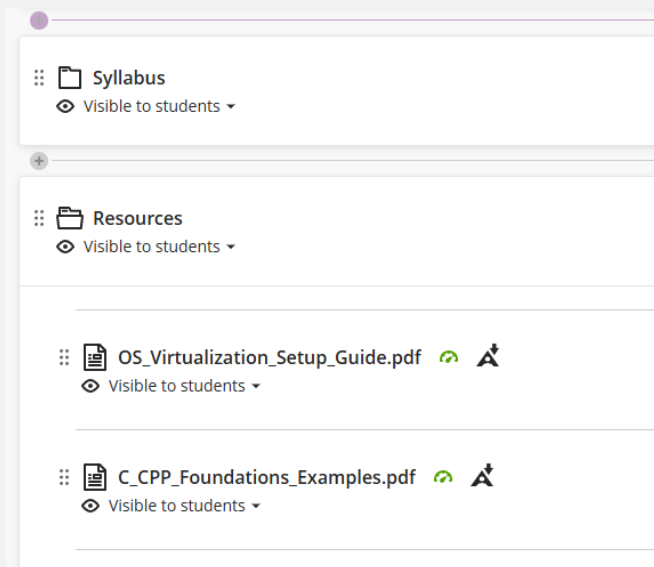 Syllabus
Visible to students
Resources
Visible to students
OS_Virtualization_Setup_Guide.pdf
Visible to students
C_CPP_Foundations_Examples.pdf
Visible to students